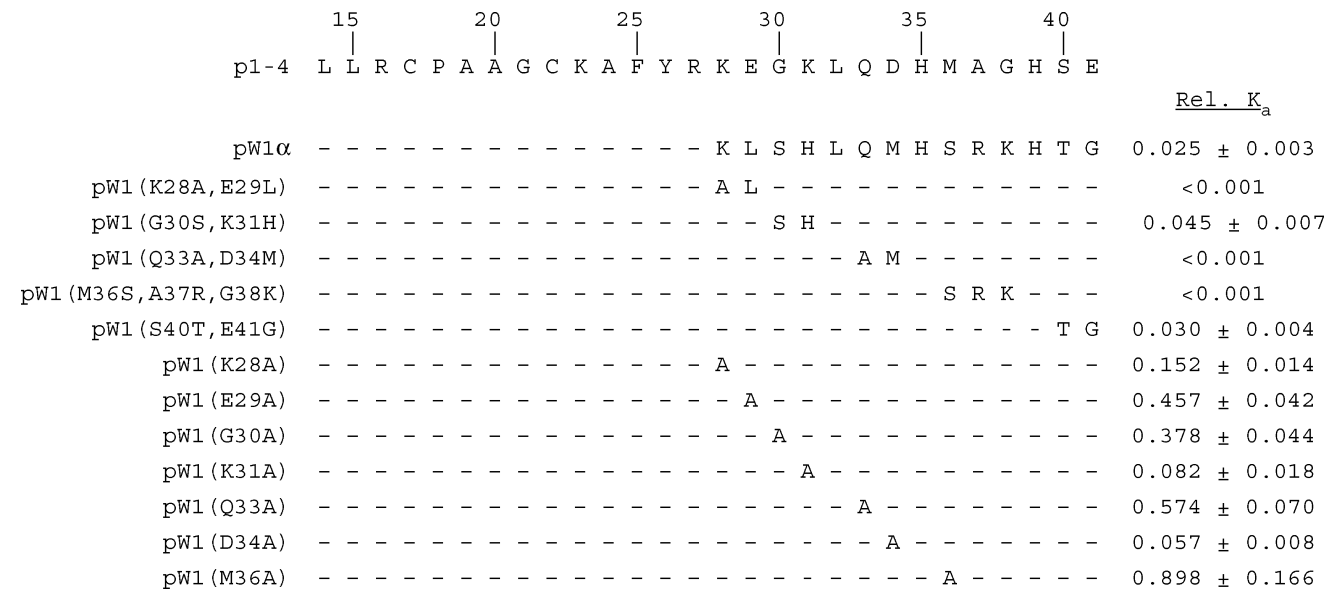 15 20 25 30 35 40
p1-4 L L R C P A A G C K A F Y R K E G K L Q D H M A G H S E
Rel. Ka
pW1α - - - - - - - - - - - - - - K L S H L Q M H S R K H T G 0.025 ± 0.003
pW1(K28A,E29L) - - - - - - - - - - - - - - A L - - - - - - - - - - - - <0.001
pW1(G30S,K31H) - - - - - - - - - - - - - - - - S H - - - - - - - - - - 0.045 ± 0.007
pW1(Q33A,D34M) - - - - - - - - - - - - - - - - - - - A M - - - - - - - <0.001
pW1(M36S,A37R,G38K) - - - - - - - - - - - - - - - - - - - - - - S R K - - - <0.001
pW1(S40T,E41G) - - - - - - - - - - - - - - - - - - - - - - - - - - T G 0.030 ± 0.004
pW1(K28A) - - - - - - - - - - - - - - A - - - - - - - - - - - - - 0.152 ± 0.014
pW1(E29A) - - - - - - - - - - - - - - - A - - - - - - - - - - - - 0.457 ± 0.042
pW1(G30A) - - - - - - - - - - - - - - - - A - - - - - - - - - - - 0.378 ± 0.044
pW1(K31A) - - - - - - - - - - - - - - - - - A - - - - - - - - - - 0.082 ± 0.018
pW1(Q33A) - - - - - - - - - - - - - - - - - - - A - - - - - - - - 0.574 ± 0.070
pW1(D34A) - - - - - - - - - - - - - - - - - - - - A - - - - - - - 0.057 ± 0.008
pW1(M36A) - - - - - - - - - - - - - - - - - - - - - - A - - - - - 0.898 ± 0.166